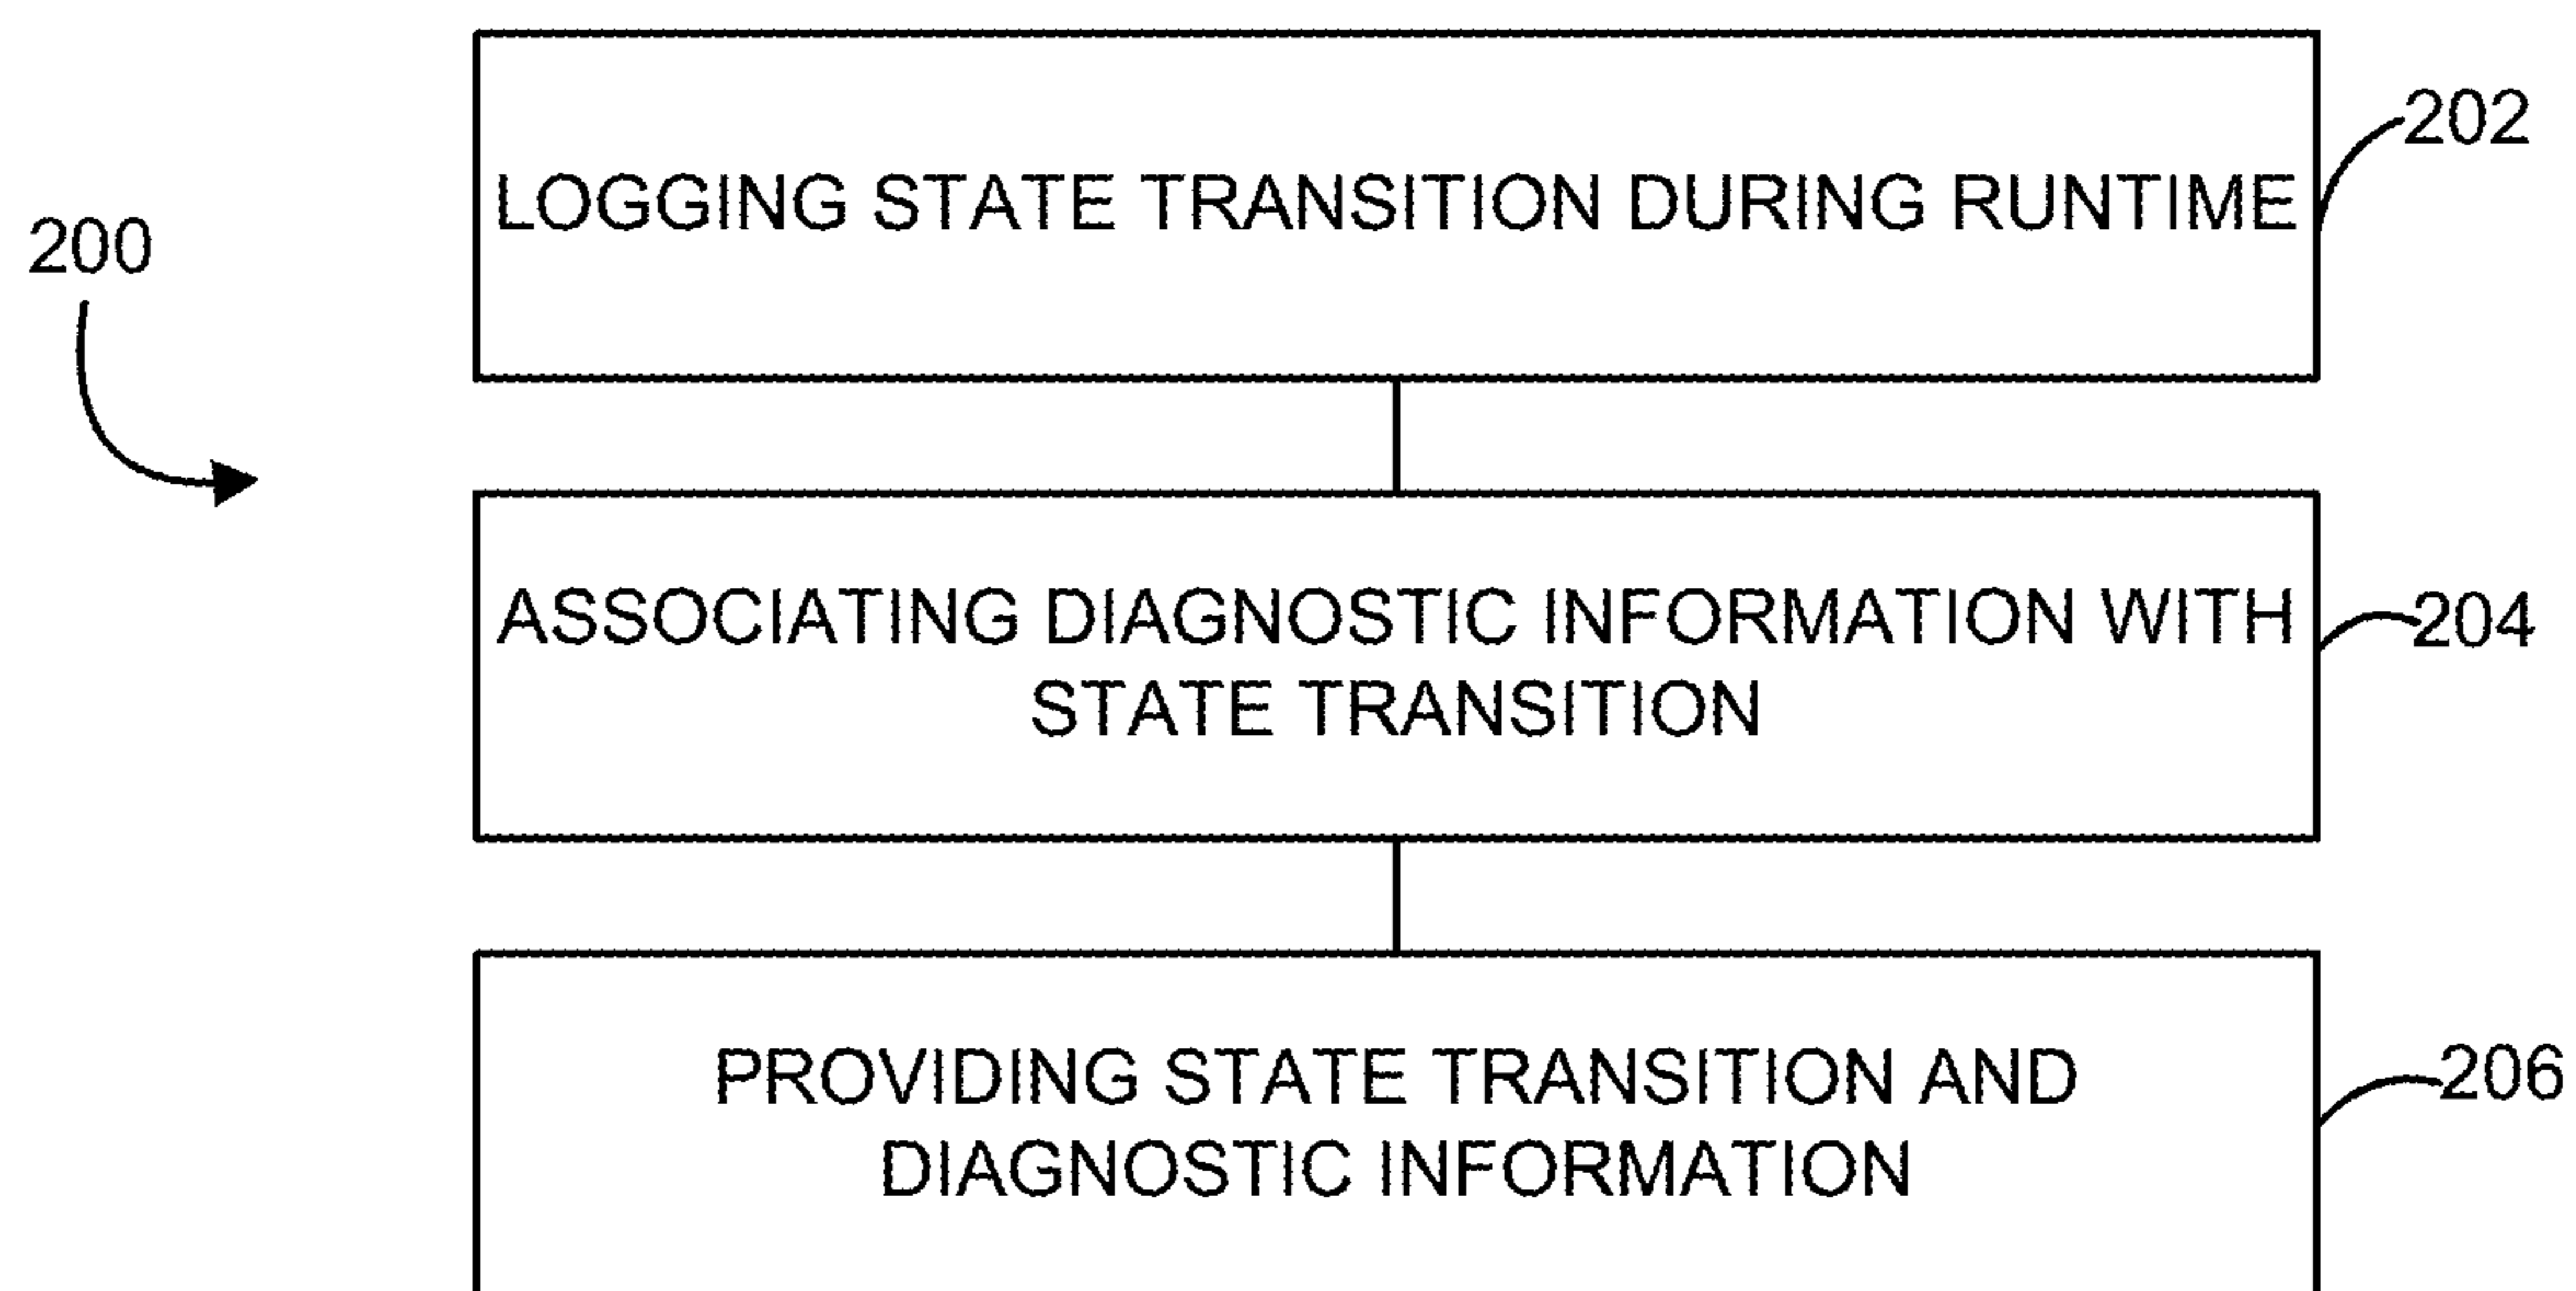 LOGGING STATE TRANSITION DURING RUNTIME
202
200
ASSOCIATING DIAGNOSTIC INFORMATION WITH
STATE TRANSITION
204
PROVIDING STATE TRANSITION AND
DIAGNOSTIC INFORMATION
206